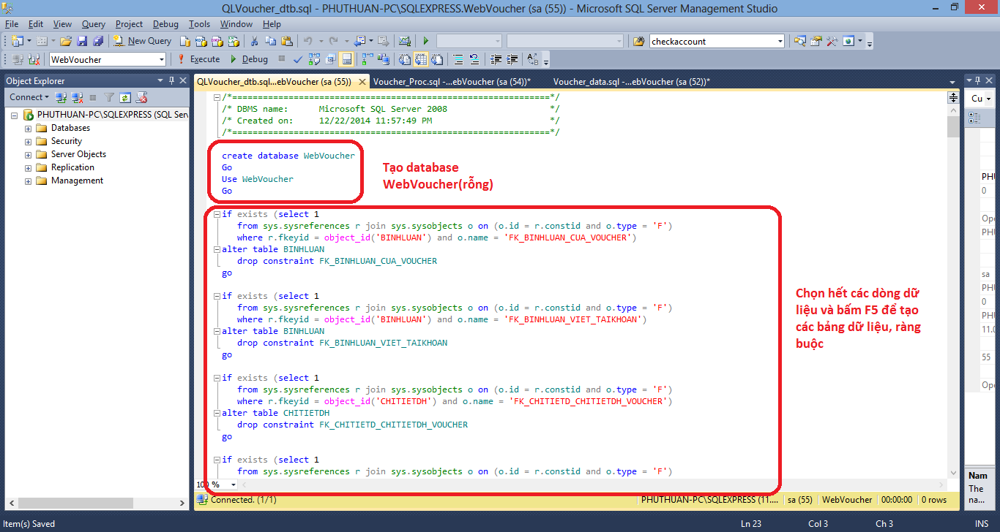 QLVoucher_dtb.sql - PHUTHUAN-PC\SQLEXPRESS.WebVoucher (sa (55)) - Microsoft SQL Server Management Studio
File Edit View Query Project Debug Tools Window Help
New Query checkaccount
WebVoucher Execute Debug
Object Explorer
QLVoucher_dtb.sql...ebVoucher (sa (55)) Voucher_Proc.sql -...ebVoucher (sa (54))* Voucher_data.sql -...ebVoucher (sa (52))*
Connect
PHUTHUAN-PC\SQLEXPRESS (SQL Ser
Databases
Security
Server Objects
Replication
Management
/*==============================================================*/
/* DBMS name:      Microsoft SQL Server 2008                    */
/* Created on:     12/22/2014 11:57:49 PM                       */
/*==============================================================*/
create database WebVoucher
Go
Use WebVoucher
Go
Tạo database
WebVoucher(rỗng)
if exists (select 1
from sys.sysreferences r join sys.sysobjects o on (o.id = r.constid and o.type = 'F')
where r.fkeyid = object_id('BINHLUAN') and o.name = 'FK_BINHLUAN_CUA_VOUCHER')
alter table BINHLUAN
drop constraint FK_BINHLUAN_CUA_VOUCHER
go
if exists (select 1
from sys.sysreferences r join sys.sysobjects o on (o.id = r.constid and o.type = 'F')
where r.fkeyid = object_id('BINHLUAN') and o.name = 'FK_BINHLUAN_VIET_TAIKHOAN')
alter table BINHLUAN
drop constraint FK_BINHLUAN_VIET_TAIKHOAN
go
if exists (select 1
from sys.sysreferences r join sys.sysobjects o on (o.id = r.constid and o.type = 'F')
where r.fkeyid = object_id('CHITIETDH') and o.name = 'FK_CHITIETD_CHITIETDH_VOUCHER')
alter table CHITIETDH
drop constraint FK_CHITIETD_CHITIETDH_VOUCHER
go
if exists (select 1
from sys.sysreferences r join sys.sysobjects o on (o.id = r.constid and o.type = 'F')
Chọn hết các dòng dữ
liệu và bấm F5 để tạo
các bảng dữ liệu, ràng
buộc
100 %
Connected. (1/1) PHUTHUAN-PC\SQLEXPRESS (11.... sa (55) WebVoucher 00:00:00 0 rows
Cu
PH
0
Ope
PH
sa
PH
0
PH
11.0
55
Ope
Nam
The
na...
Item(s) Saved Ln 23 Col 3 Ch 3 INS